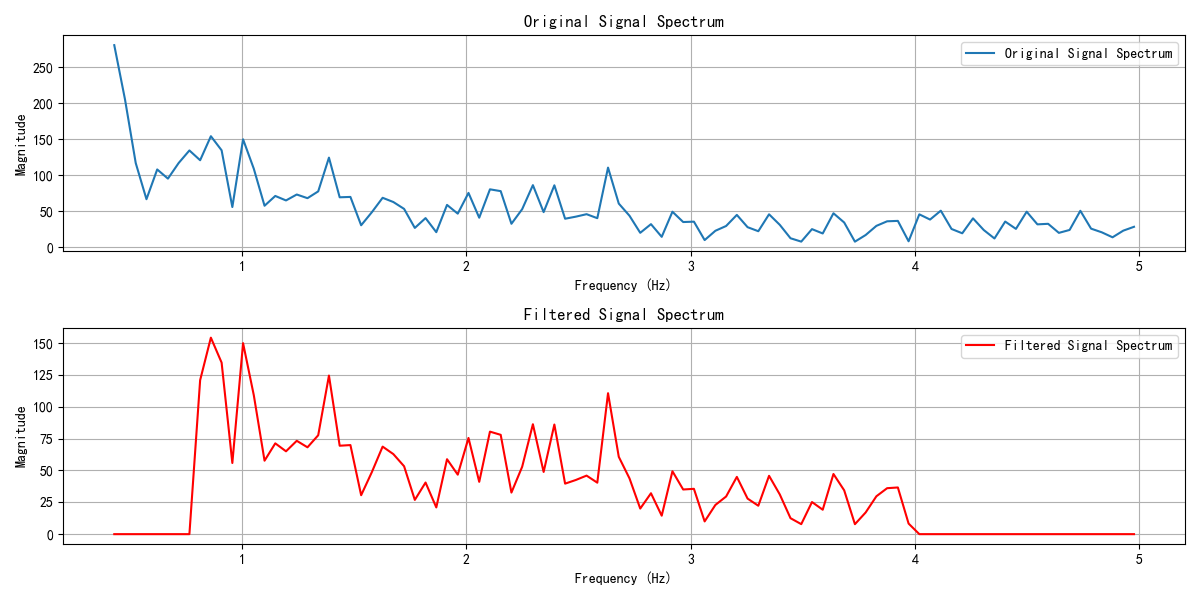 Original Signal Spectrum
Original Signal Spectrum
250
200
150
100
50
0
Magnitude
1 2 3 4 5
Frequency (Hz)
Filtered Signal Spectrum
Filtered Signal Spectrum
150
125
100
75
50
25
0
Magnitude
1 2 3 4 5
Frequency (Hz)